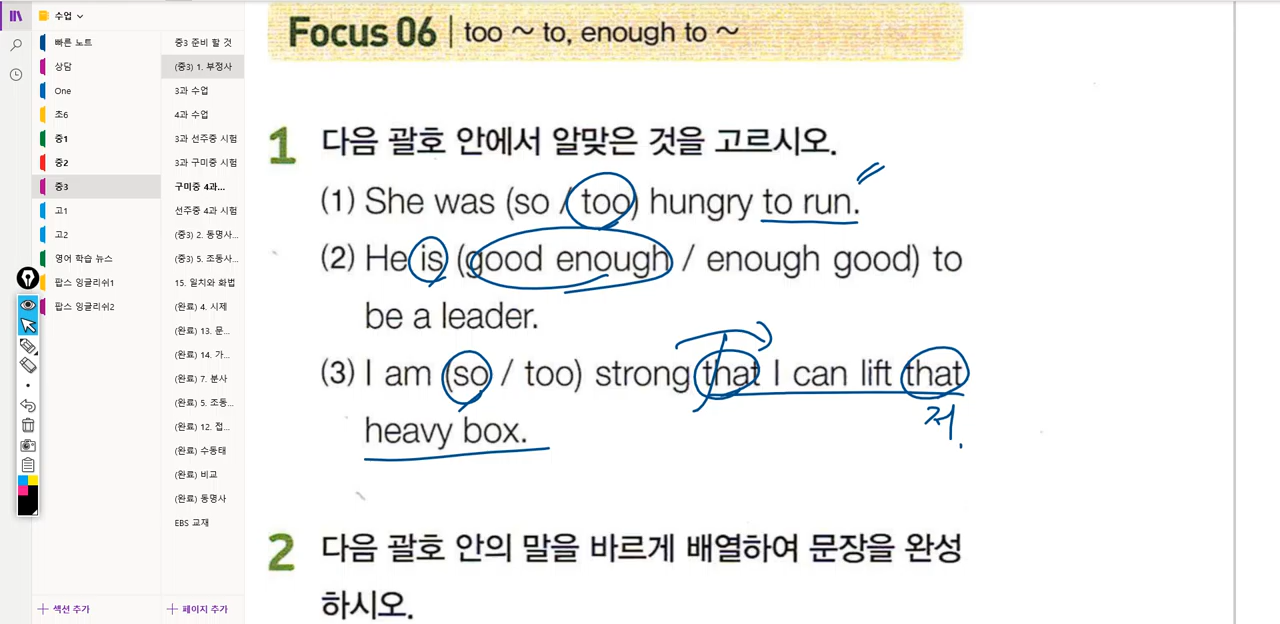 수업
빠른 노트
상담
One
초6
중1
중2
중3
고1
고2
영어 학습 뉴스
팝스 잉글리쉬1
팝스 잉글리쉬2
섹션 추가
중3 준비 할 것
(중3) 1. 부정사
3과 수업
4과 수업
3과 선주중 시험
3과 구미중 시험
구미중 4과...
선주중 4과 시험
(중3) 2. 동명사...
(중3) 5. 조동사...
15. 일치와 화법
(완료) 4. 시제
(완료) 13. 문...
(완료) 14. 가...
(완료) 7. 분사
(완료) 5. 조동...
(완료) 12. 접...
(완료) 수동태
(완료) 비교
(완료) 동명사
EBS 교재
페이지 추가
Focus 06 | too ~ to, enough to ~
1 다음 괄호 안에서 알맞은 것을 고르시오.
(1) She was (so / too) hungry to run.
(2) He is (good enough / enough good) to
be a leader.
(3) I am (so / too) strong that I can lift that
저.
heavy box.
2 다음 괄호 안의 말을 바르게 배열하여 문장을 완성
하시오.